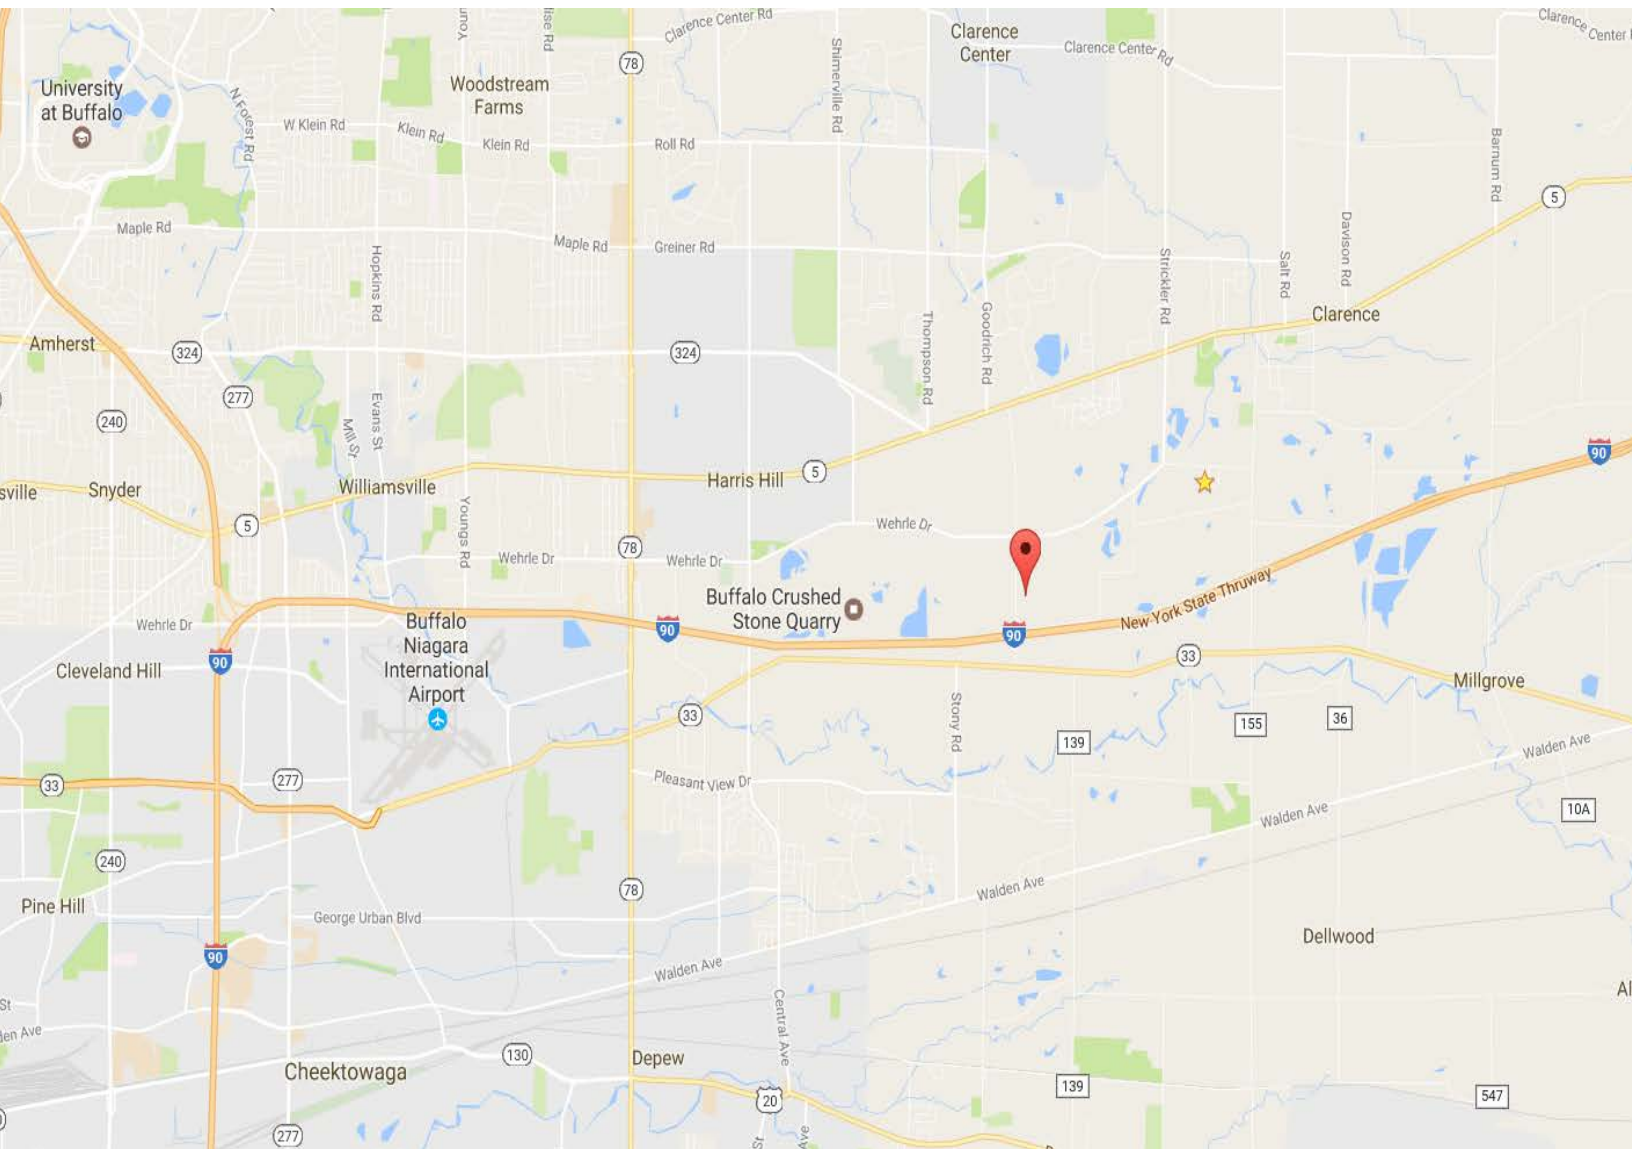 Clarence Center Rd
Clarence
Center
Clarence Center Rd
Clarence
Center
78
Shimerville Rd
University
at Buffalo
N Forest Rd
Woodstream
Farms
W Klein Rd
Klein Rd
Klein Rd
Roll Rd
Barnum Rd
5
Maple Rd
Maple Rd
Greiner Rd
Hopkins Rd
Strickler Rd
Salt Rd
Davison Rd
Clarence
Amherst
324
324
Thompson Rd
Goodrich Rd
277
240
Evans St
Mill St
90
sville
Snyder
Williamsville
Harris Hill
5
5
Youngs Rd
Wehrle Dr
78
Wehrle Dr
Wehrle Dr
Buffalo Crushed
Stone Quarry
New York State Thruway
Wehrle Dr
Buffalo
Niagara
International
Airport
90
90
90
33
Cleveland Hill
Millgrove
33
Stony Rd
139
155
36
Walden Ave
33
277
Pleasant View Dr
Walden Ave
10A
240
78
Walden Ave
Pine Hill
George Urban Blvd
Dellwood
90
Walden Ave
Al
St
Central Ave
Cheektowaga
130
Depew
139
20
547
277
St
Ave